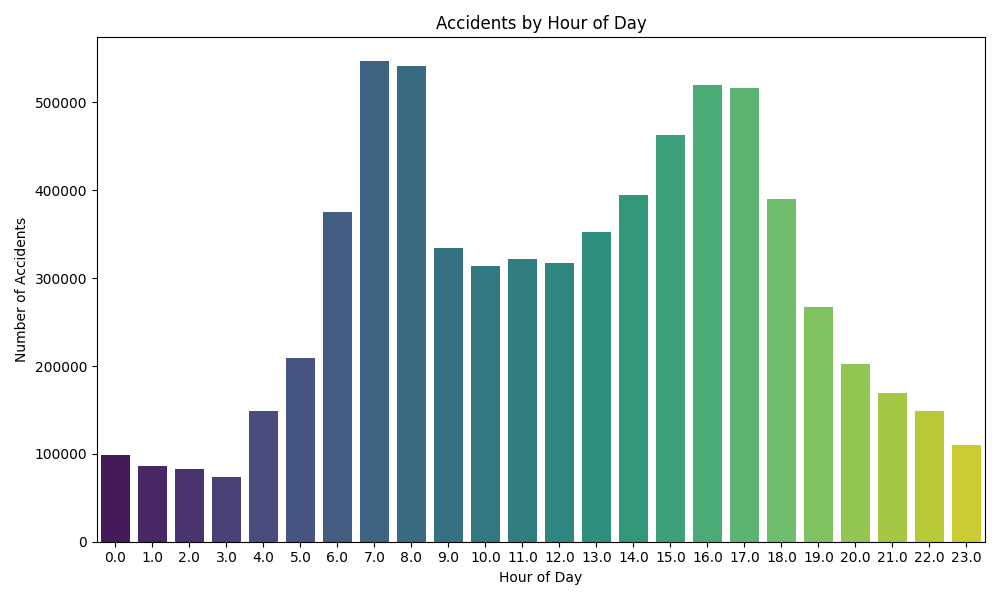 Accidents by Hour of Day
Number of Accidents
500000
400000
300000
200000
100000
0
0.0 1.0 2.0 3.0 4.0 5.0 6.0 7.0 8.0 9.0 10.0 11.0 12.0 13.0 14.0 15.0 16.0 17.0 18.0 19.0 20.0 21.0 22.0 23.0
Hour of Day